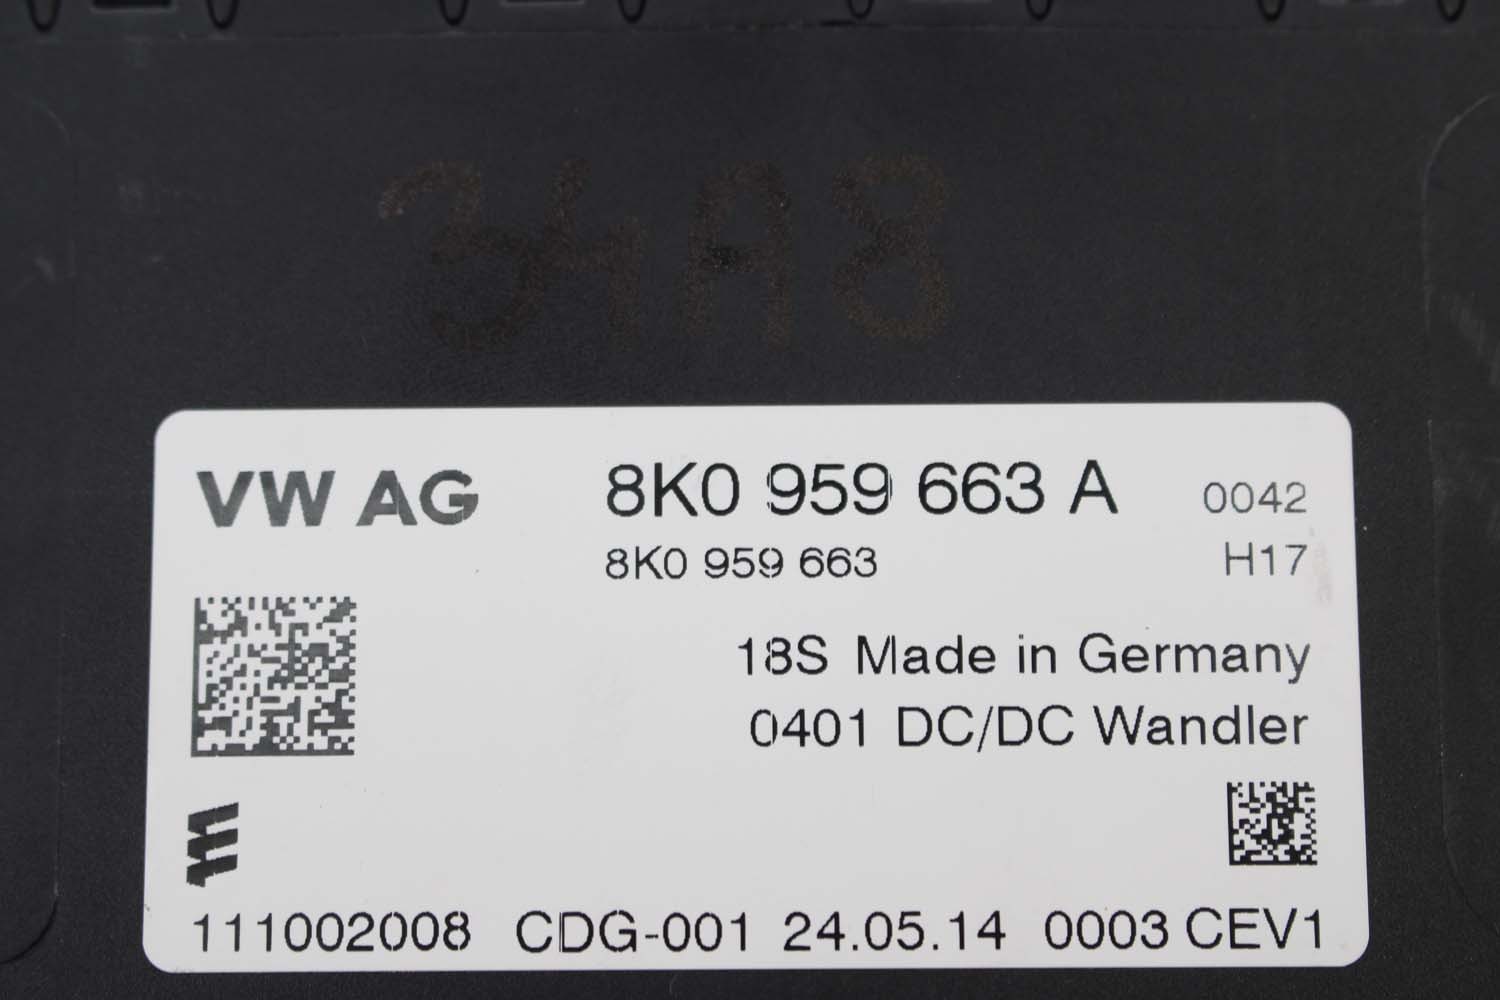 34A8
VW AG 8K0 959 663 A 0042
8K0 959 663 H17
18S Made in Germany
0401 DC/DC Wandler
111002008 CDG-001 24.05.14 0003 CEV1